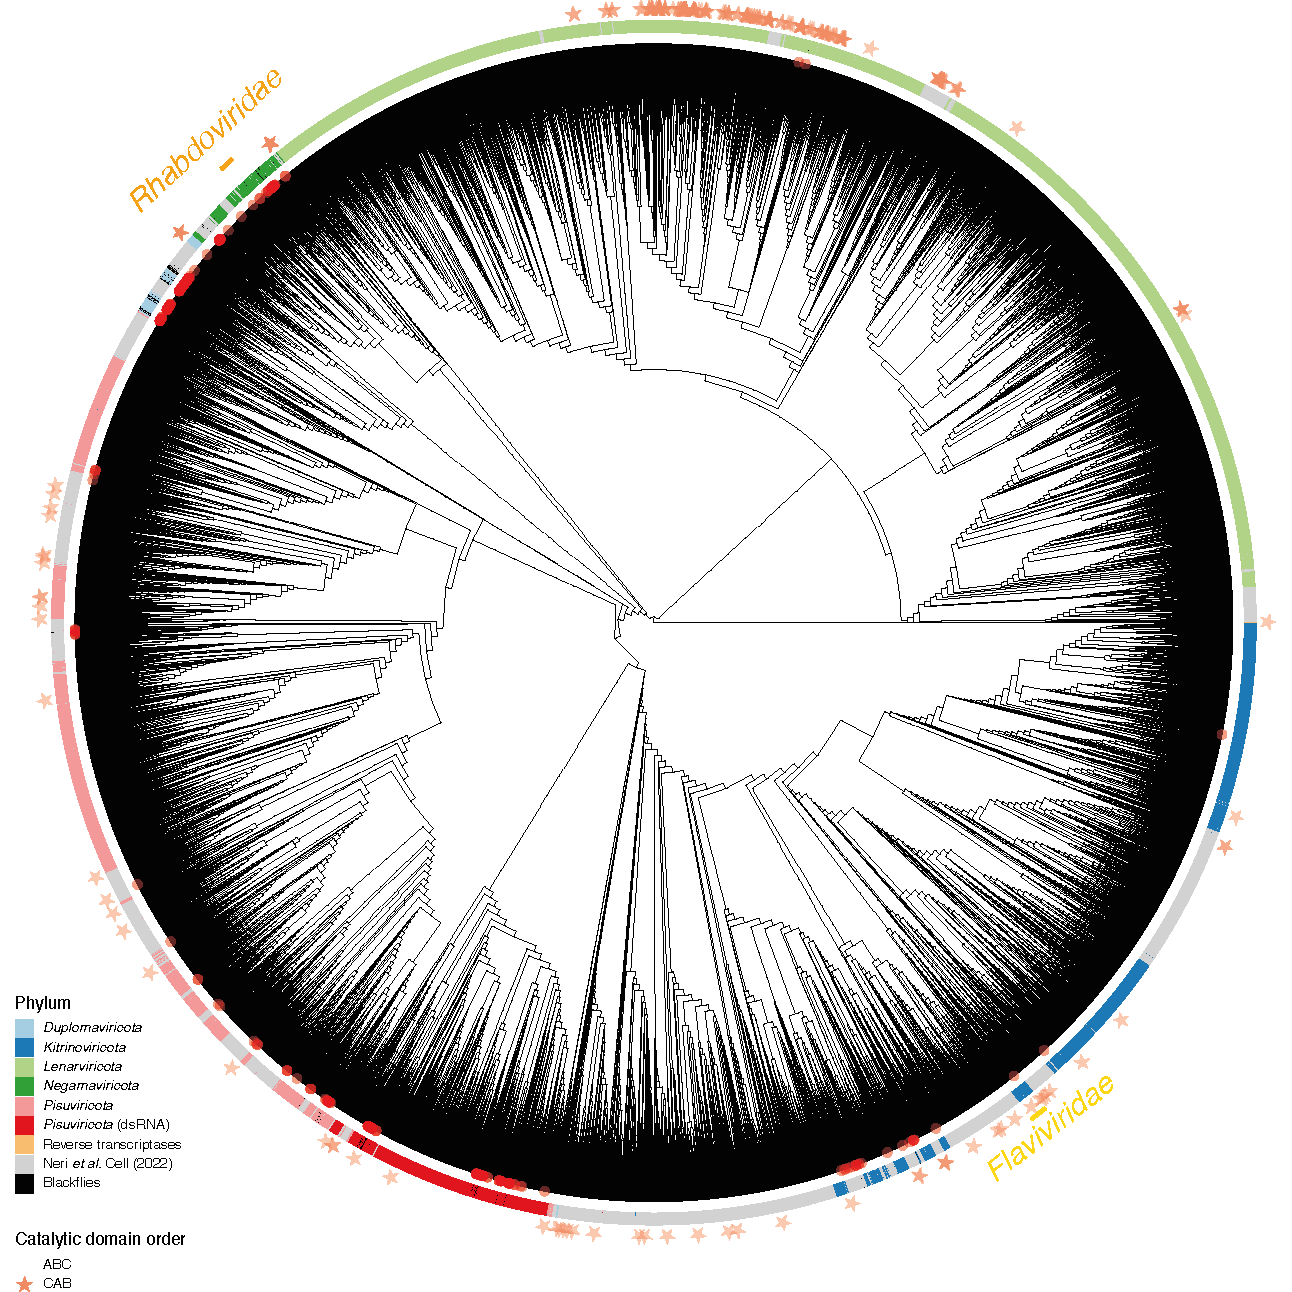 Rhabdoviridae
Flaviviridae
Phylum
Duplornaviricota
Kitrinoviricota
Lenarviricota
Negarnaviricota
Pisuviricota
Pisuviricota (dsRNA)
Reverse transcriptases
Neri et al. Cell (2022)
Blackflies
Catalytic domain order
ABC
CAB